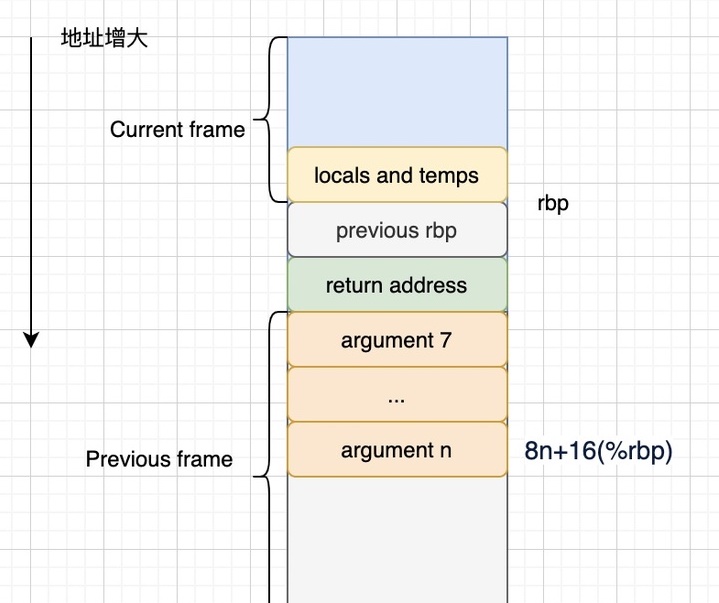 地址增大
Current frame
locals and temps
rbp
previous rbp
return address
argument 7
...
argument n
8n+16(%rbp)
Previous frame